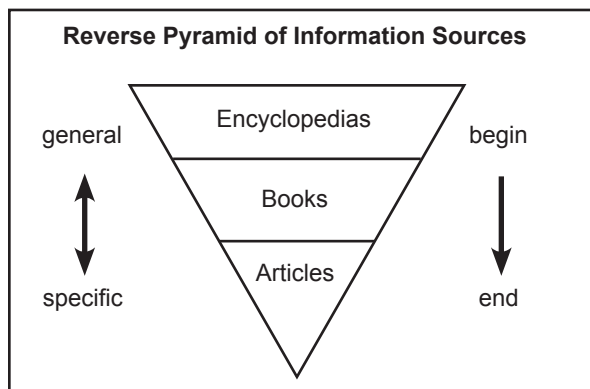 Reverse Pyramid of Information Sources
Encyclopedias
general
begin
Books
Articles
specific
end